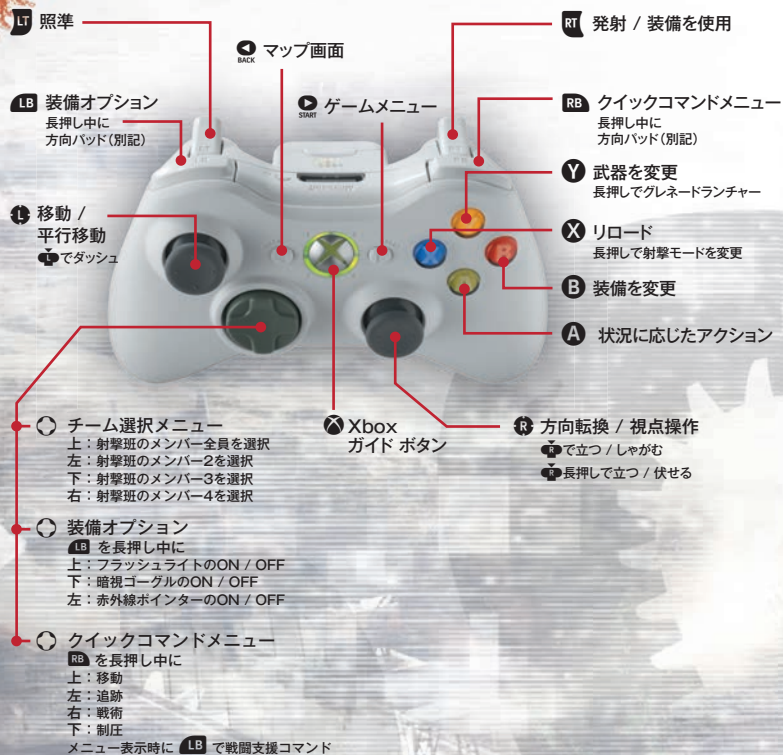 LT 照準
BACK マップ画面
START ゲームメニュー
RT 発射 / 装備を使用
LB 装備オプション
長押し中に
方向パッド（別記）
RB クイックコマンドメニュー
長押し中に
方向パッド（別記）
Y 武器を変更
長押しでグレネードランチャー
L 移動 /
平行移動
Lでダッシュ
X リロード
長押しで射撃モードを変更
B 装備を変更
A 状況に応じたアクション
チーム選択メニュー
上：射撃班のメンバー全員を選択
左：射撃班のメンバー2を選択
下：射撃班のメンバー3を選択
右：射撃班のメンバー4を選択
Xbox
ガイド ボタン
R 方向転換 / 視点操作
Rで立つ / しゃがむ
R長押しで立つ / 伏せる
装備オプション
LB を長押し中に
上：フラッシュライトのON / OFF
下：暗視ゴーグルのON / OFF
左：赤外線ポインターのON / OFF
クイックコマンドメニュー
RB を長押し中に
上：移動
左：追跡
右：戦術
下：制圧
メニュー表示時に LB で戦闘支援コマンド